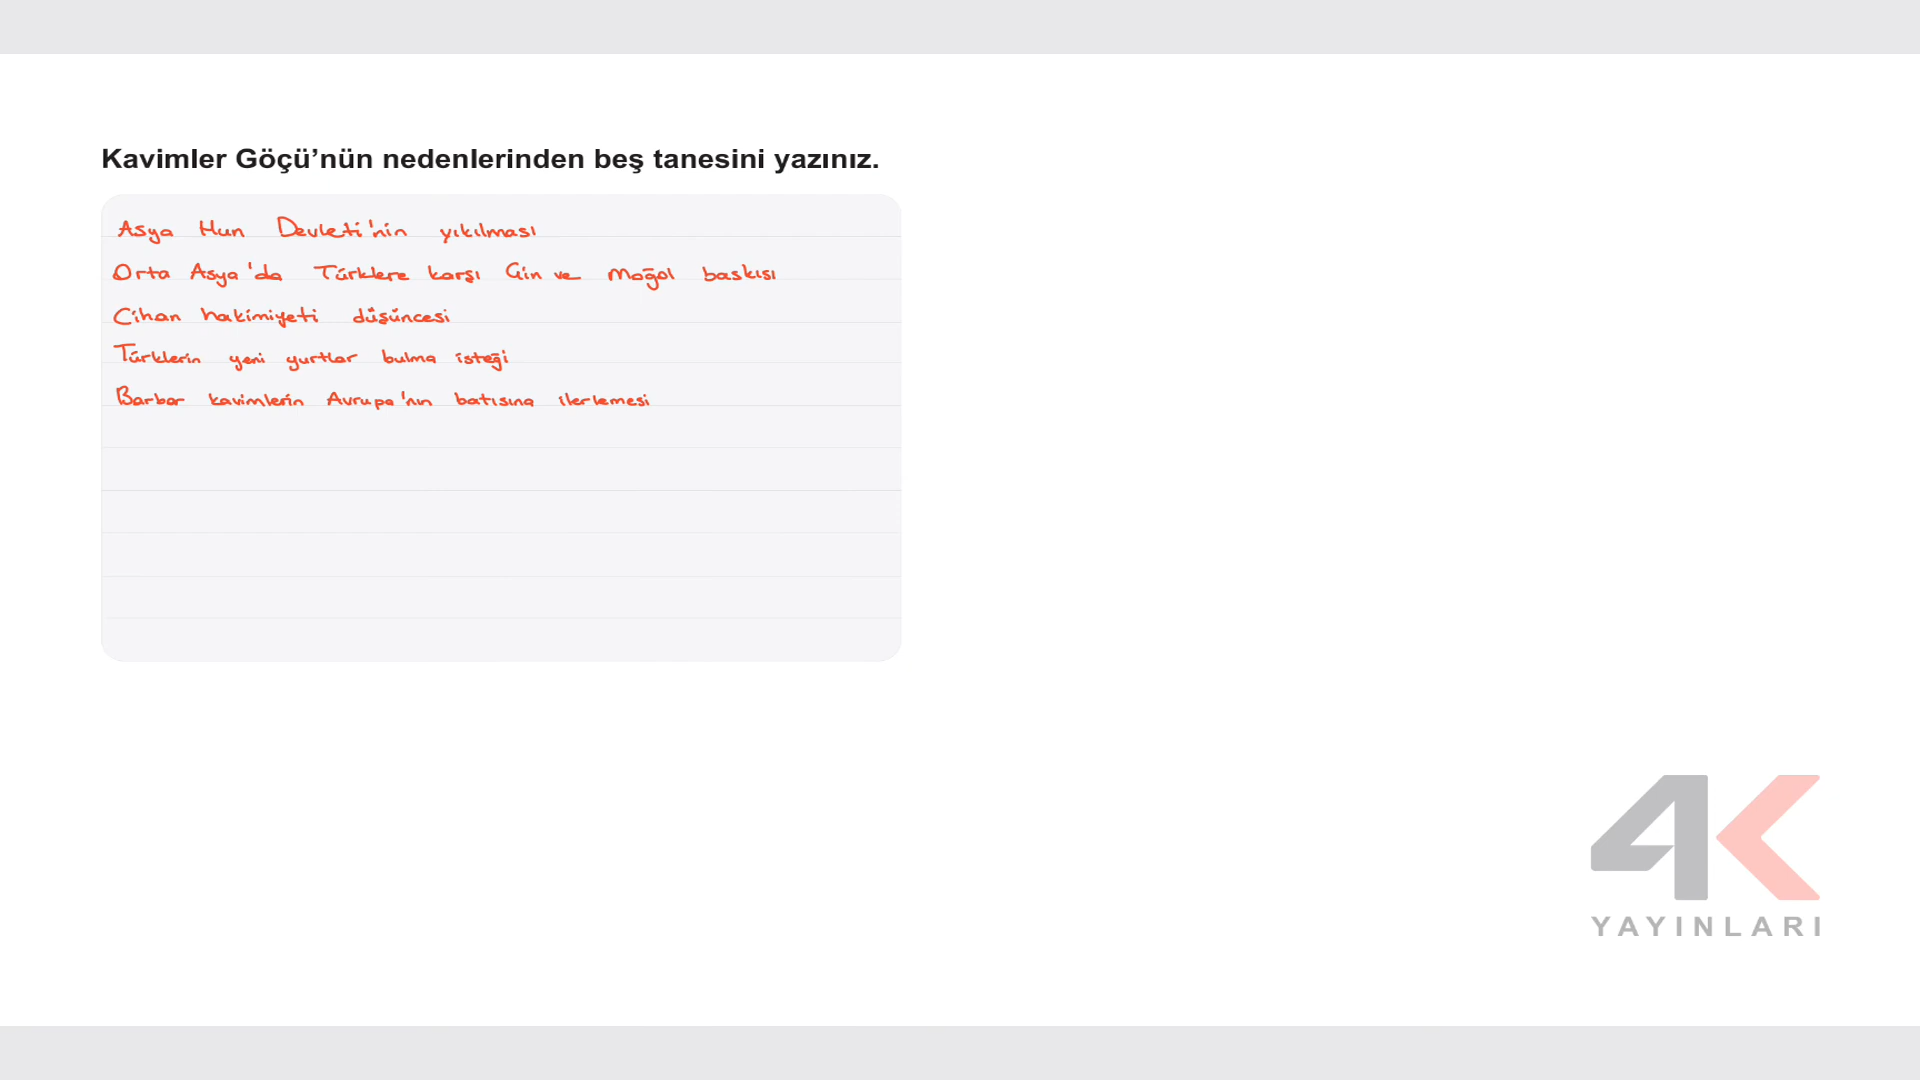 Kavimler Göçü’nün nedenlerinden beş tanesini yazınız.
Asya Hun Devleti'nin yıkılması
Orta Asya'da Türklere karşı Çin ve Moğol baskısı
Cihan hakimiyeti düşüncesi
Türklerin yeni yurtlar bulma isteği
Barbar kavimlerin Avrupa'nın batısına ilerlemesi
4K
YAYINLARI